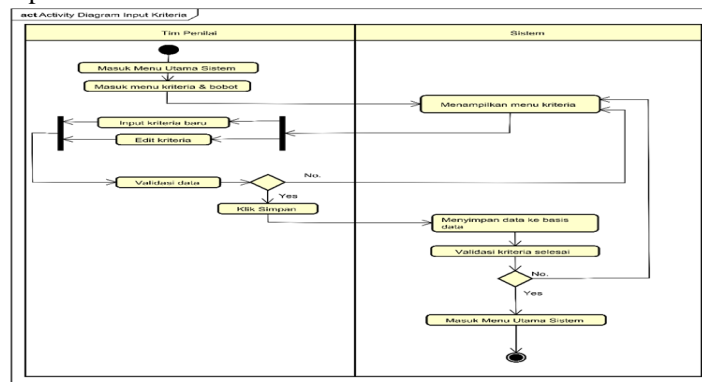 act Activity Diagram Input Kriteria
Tim Penilai
Sistem
Masuk Menu Utama Sistem
Masuk menu kriteria & bobot
Menampilkan menu kriteria
Input kriteria baru
Edit kriteria
Validasi data
No.
Yes
Klik Simpan
Menyimpan data ke basis
data
Validasi kriteria selesai
No.
Yes
Masuk Menu Utama Sistem